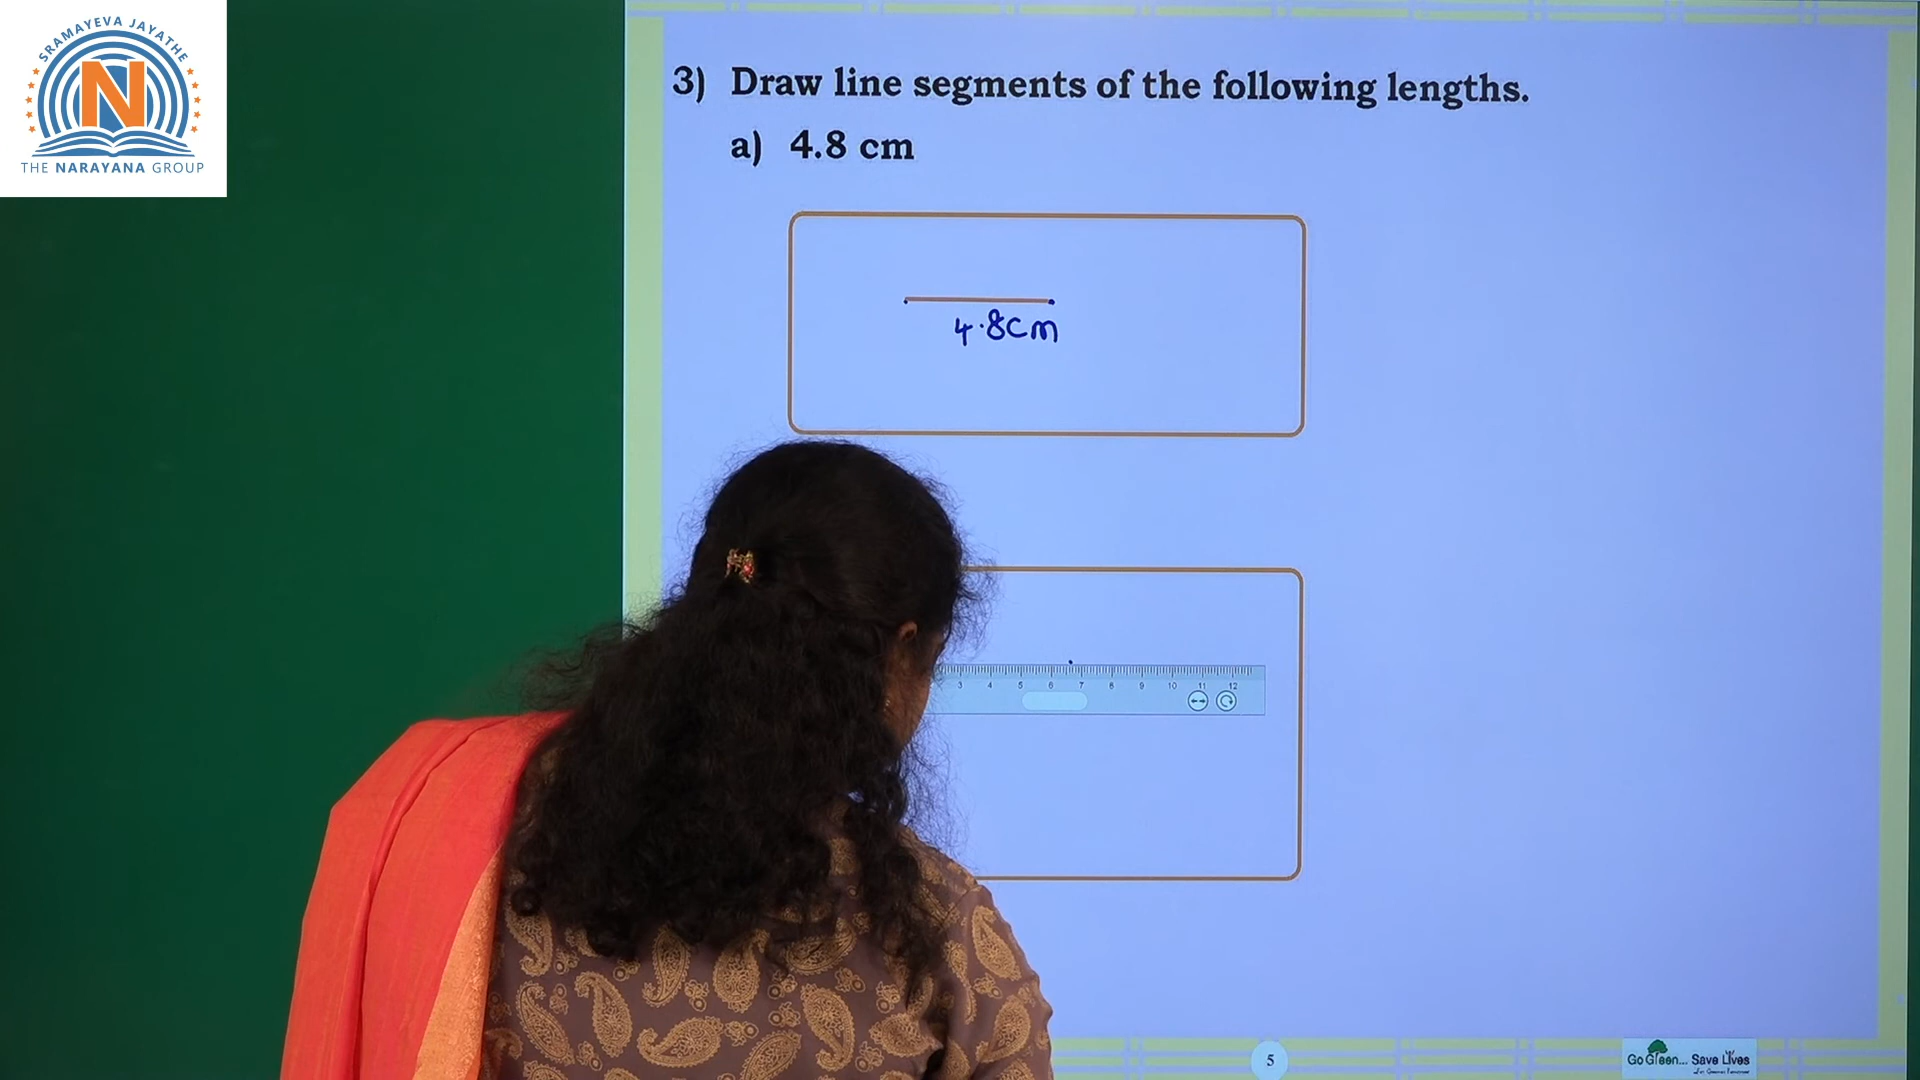 SRAMAYEVA JAYATHE
N
THE NARAYANA GROUP
3) Draw line segments of the following lengths.
a) 4.8 cm
4.8cm
3 4 5 6 7 8 9 10 11 12
5
Go Green... Save Lives